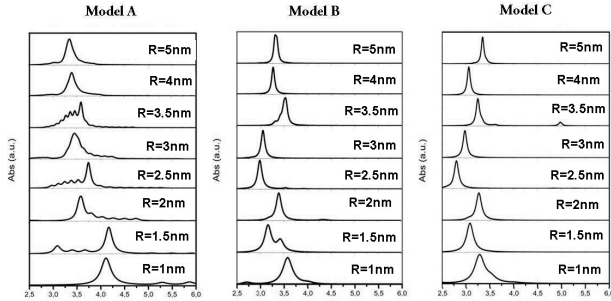 Model A
Model B
Model C
R=5nm
R=4nm
R=3.5nm
R=3nm
R=2.5nm
R=2nm
R=1.5nm
R=1nm
Abs (a.u.)
2.5 3.0 3.5 4.0 4.5 5.0 5.5 6.0
R=5nm
R=4nm
R=3.5nm
R=3nm
R=2.5nm
R=2nm
R=1.5nm
R=1nm
Abs (a.u.)
2.5 3.0 3.5 4.0 4.5 5.0 5.5 6.0
R=5nm
R=4nm
R=3.5nm
R=3nm
R=2.5nm
R=2nm
R=1.5nm
R=1nm
Abs (a.u.)
2.5 3.0 3.5 4.0 4.5 5.0 5.5